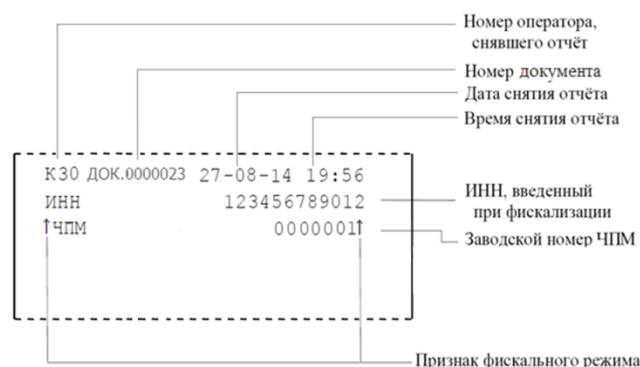 Номер оператора,
снявшего отчёт
Номер документа
Дата снятия отчёта
Время снятия отчёта
К30 ДОК.0000023 27-08-14 19:56
ИНН 123456789012
↑ЧПМ 0000001↑
ИНН, введенный
при фискализации
Заводской номер ЧПМ
Признак фискального режима